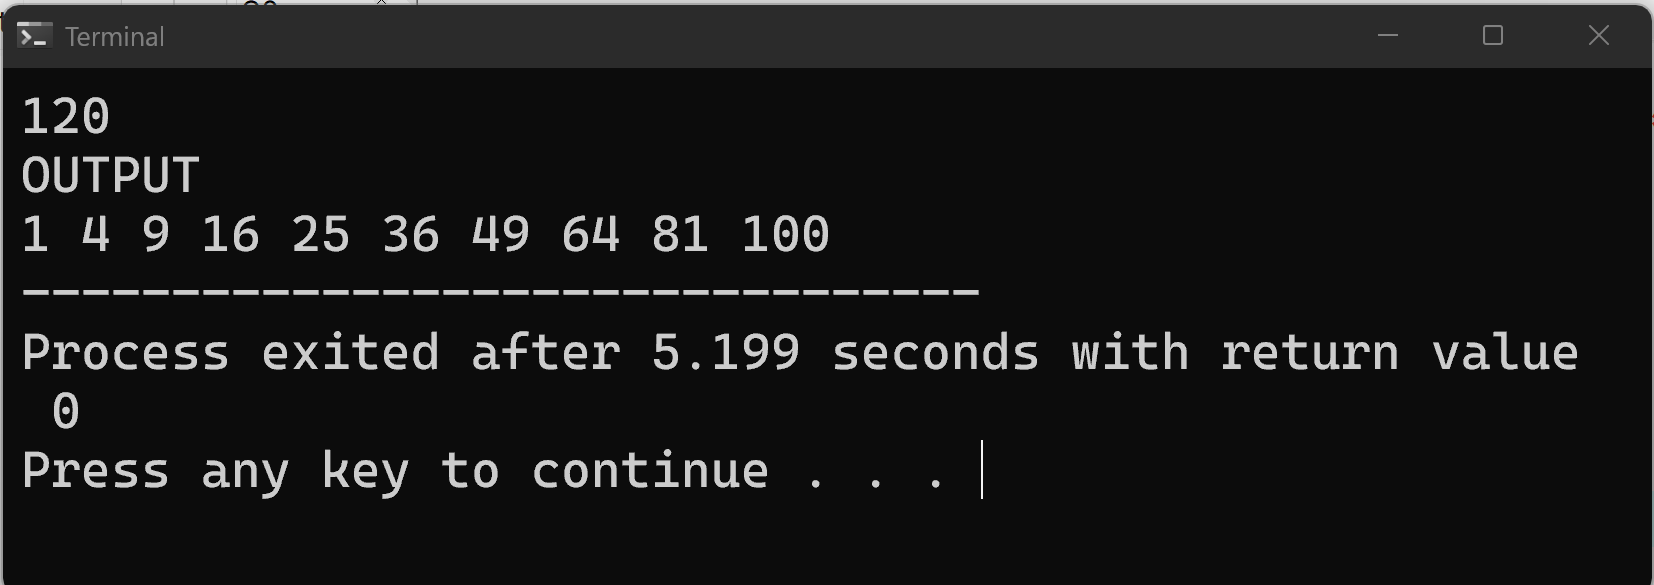 Terminal
120
OUTPUT
1 4 9 16 25 36 49 64 81 100
--------------------------------
Process exited after 5.199 seconds with return value
0
Press any key to continue . . .